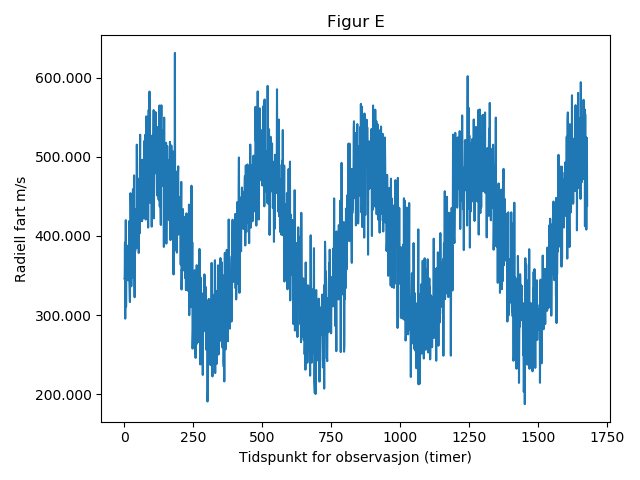 Figur E
600.000
500.000
400.000
300.000
200.000
Radiell fart m/s
0 250 500 750 1000 1250 1500 1750
Tidspunkt for observasjon (timer)